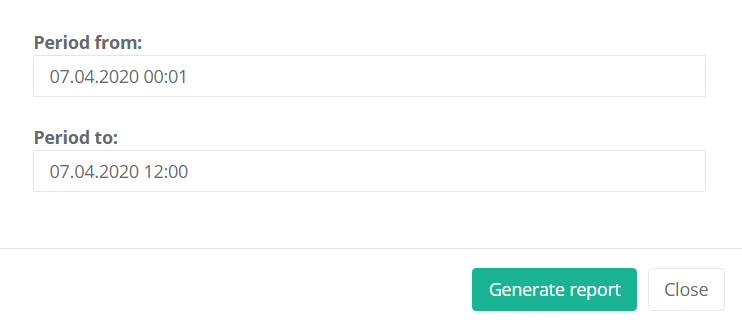 Period from:
07.04.2020 00:01
Period to:
07.04.2020 12:00
Generate report
Close